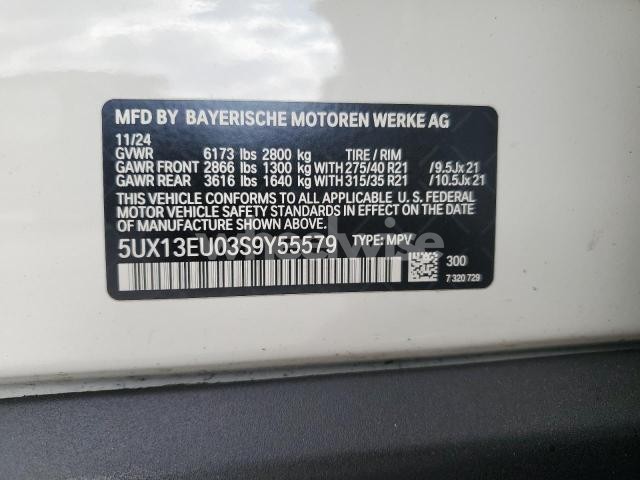 MFD BY BAYERISCHE MOTOREN WERKE AG
11/24
GVWR 6173 lbs 2800 kg TIRE / RIM
GAWR FRONT 2866 lbs 1300 kg WITH 275/40 R21 /9.5Jx21
GAWR REAR 3616 lbs 1640 kg WITH 315/35 R21 /10.5Jx21
THIS VEHICLE CONFORMS TO ALL APPLICABLE U. S. FEDERAL
MOTOR VEHICLE SAFETY STANDARDS IN EFFECT ON THE DATE
OF MANUFACTURE SHOWN ABOVE.
5UX13EU03S9Y55579 TYPE: MPV
300
7 320 729